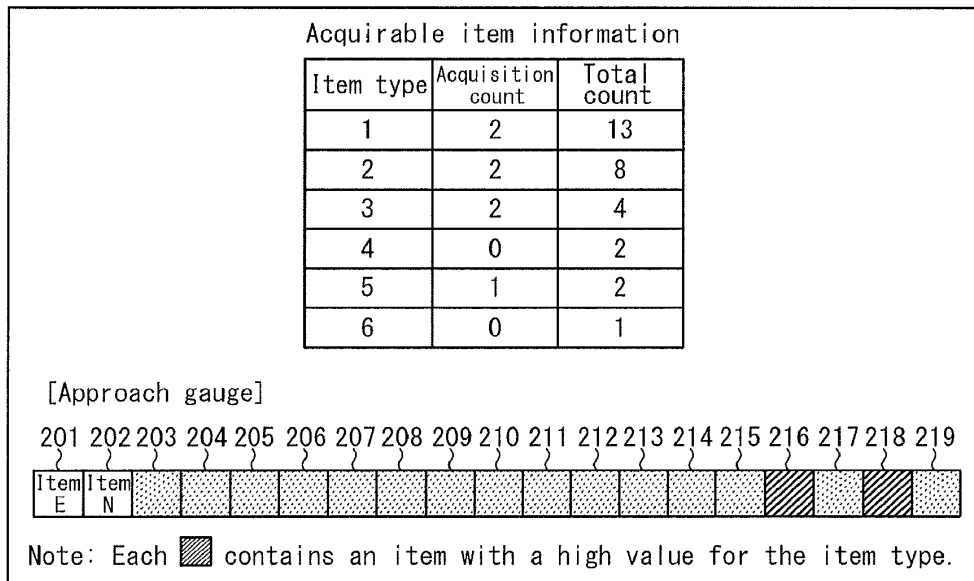 Acquirable item information
Item type Acquisition count Total count
1 2 13
2 2 8
3 2 4
4 0 2
5 1 2
6 0 1
[Approach gauge]
201 202 203 204 205 206 207 208 209 210 211 212 213 214 215 216 217 218 219
Item E Item N
Note: Each contains an item with a high value for the item type.